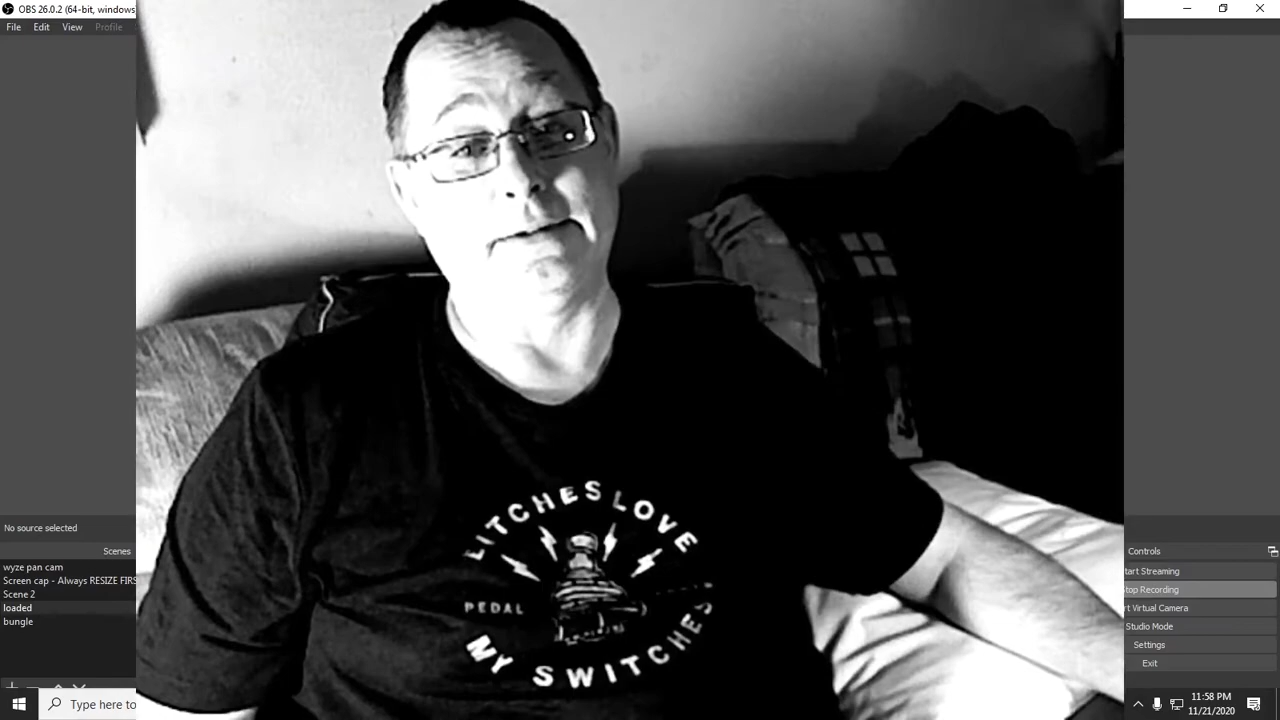 OBS 26.0.2 (64-bit, windows
File Edit View Profile
LITCHES LOVE
PEDAL
MY SWITCHES
No source selected
Scenes
wyze pan cam
Screen cap - Always RESIZE FIRS
Scene 2
loaded
bungle
Controls
tart Streaming
Stop Recording
rt Virtual Camera
Studio Mode
Settings
Exit
Type here to
11:58 PM
11/21/2020